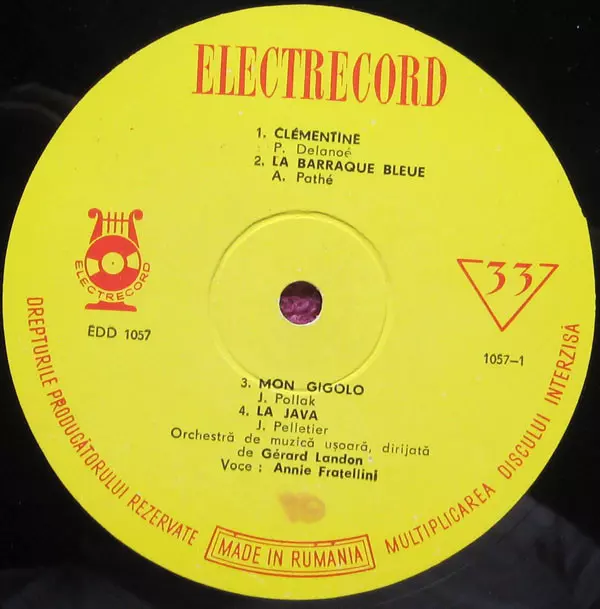 ELECTRECORD
1. CLÉMENTINE
P. Delanoé
2. LA BARRAQUE BLEUE
A. Pathé
ELECTRECORD
33
EDD 1057
1057-1
3. MON GIGOLO
J. Pollak
4. LA JAVA
J. Pelletier
Orchestră de muzică ușoară, dirijată
de Gérard Landon
Voce : Annie Fratellini
DREPTURILE PRODUCĂTORULUI REZERVATE
MADE IN RUMANIA
MULTIPLICAREA DISCULUI INTERZISĂ